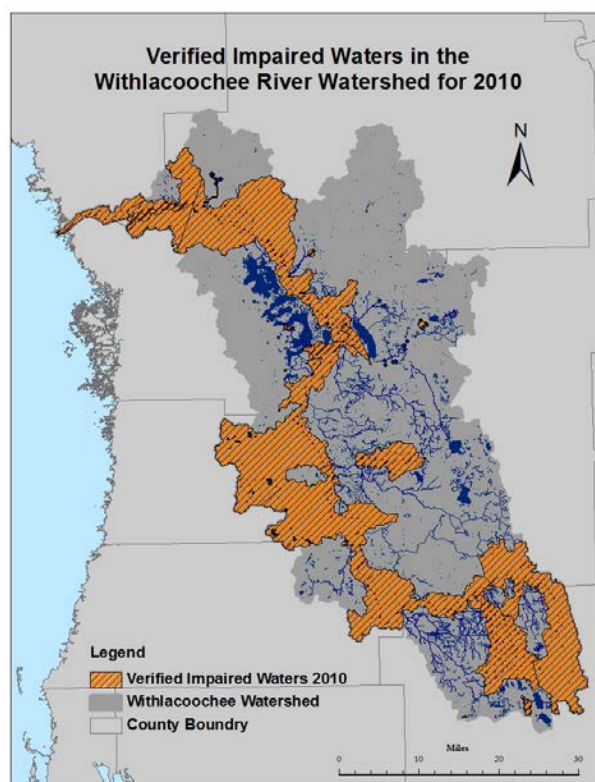 Verified Impaired Waters in the
Withlacoochee River Watershed for 2010
N
Legend
Verified Impaired Waters 2010
Withlacoochee Watershed
County Boundry
Miles
0 10 20 30